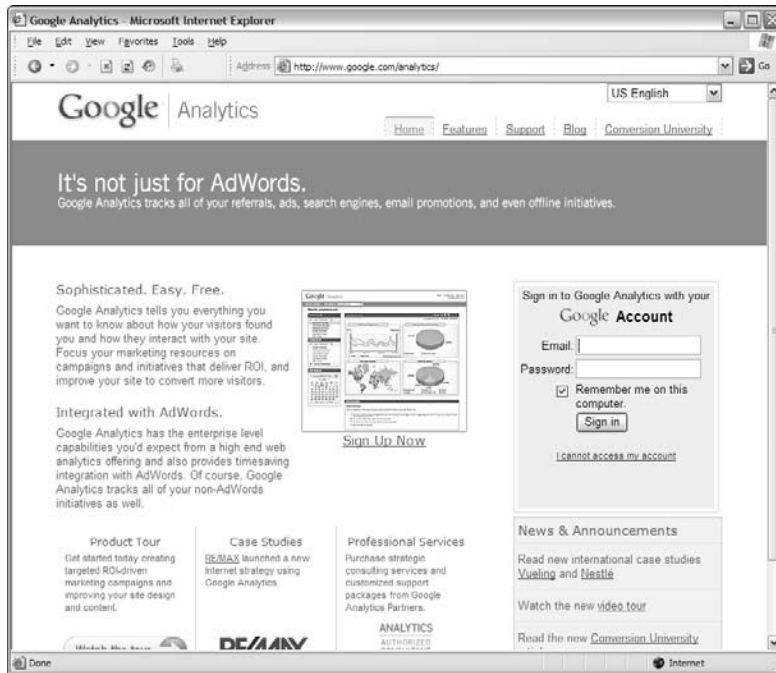 Google Analytics - Microsoft Internet Explorer
File Edit View Favorites Tools Help
Address http://www.google.com/analytics/ Go
US English
Google Analytics
Home Features Support Blog Conversion University
It's not just for AdWords.
Google Analytics tracks all of your referrals, ads, search engines, email promotions, and even offline initiatives.
Sophisticated. Easy. Free.
Google Analytics tells you everything you
want to know about how your visitors found
you and how they interact with your site.
Focus your marketing resources on
campaigns and initiatives that deliver ROI, and
improve your site to convert more visitors.
Integrated with AdWords.
Google Analytics has the enterprise level
capabilities you'd expect from a high end web
analytics offering and also provides timesaving
integration with AdWords. Of course, Google
Analytics tracks all of your non-AdWords
initiatives as well.
Sign Up Now
Sign in to Google Analytics with your
Google Account
Email:
Password:
Remember me on this
computer.
Sign in
I cannot access my account
Product Tour
Get started today creating
targeted ROI-driven
marketing campaigns and
improving your site design
and content.
Watch the tour
Case Studies
RE/MAX launched a new
Internet strategy using
Google Analytics.
RE/MAX
Professional Services
Purchase strategic
consulting services and
customized support
packages from Google
Analytics Partners.
ANALYTICS
AUTHORIZED
News & Announcements
Read new international case studies
Vueling and Nestlé
Watch the new video tour
Read the new Conversion University
Done Internet